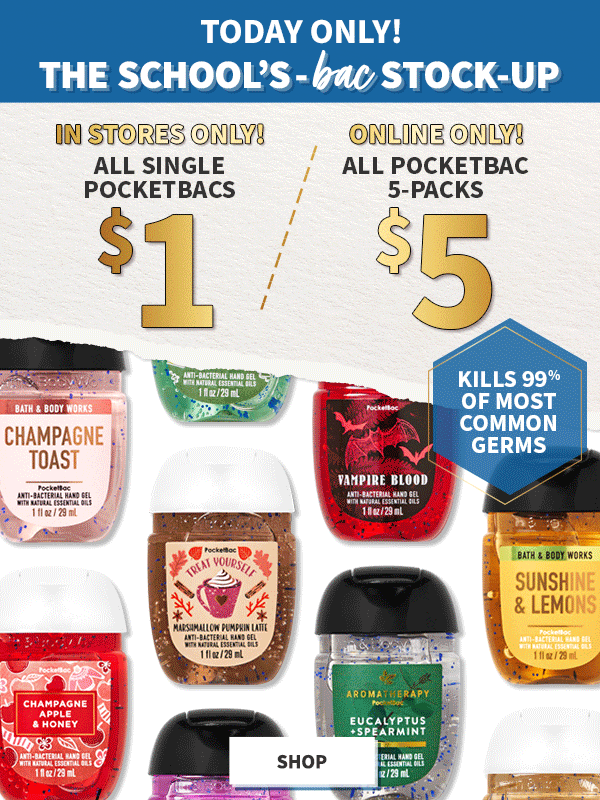 TODAY ONLY!
THE SCHOOL'S-bac STOCK-UP
IN STORES ONLY!
ALL SINGLE
POCKETBACS
$1
ONLINE ONLY!
ALL POCKETBAC
5-PACKS
$5
KILLS 99%
OF MOST
COMMON
GERMS
BATH & BODY WORKS
CHAMPAGNE
TOAST
PocketBac
ANTI-BACTERIAL HAND GEL
WITH NATURAL ESSENTIAL OILS
1 fl oz / 29 mL
ANTI-BACTERIAL HAND GEL
WITH NATURAL ESSENTIAL OILS
1 fl oz / 29 mL
PocketBac
VAMPIRE BLOOD
ANTI-BACTERIAL HAND GEL
WITH NATURAL ESSENTIAL OILS
1 fl oz / 29 mL
PocketBac
TREAT YOURSELF
MARSHMALLOW PUMPKIN LATTE
ANTI-BACTERIAL HAND GEL
WITH NATURAL ESSENTIAL OILS
1 fl oz / 29 mL
BATH & BODY WORKS
SUNSHINE
& LEMONS
PocketBac
ANTI-BACTERIAL HAND GEL
WITH NATURAL ESSENTIAL OILS
1 fl oz / 29 mL
PocketBac
CHAMPAGNE
APPLE
& HONEY
ANTI-BACTERIAL HAND GEL
WITH NATURAL ESSENTIAL OILS
1 fl oz / 29 mL
AROMATHERAPY
PocketBac
EUCALYPTUS
+SPEARMINT
HAND GEL
ESSENTIAL OILS
oz / 29 mL
SHOP